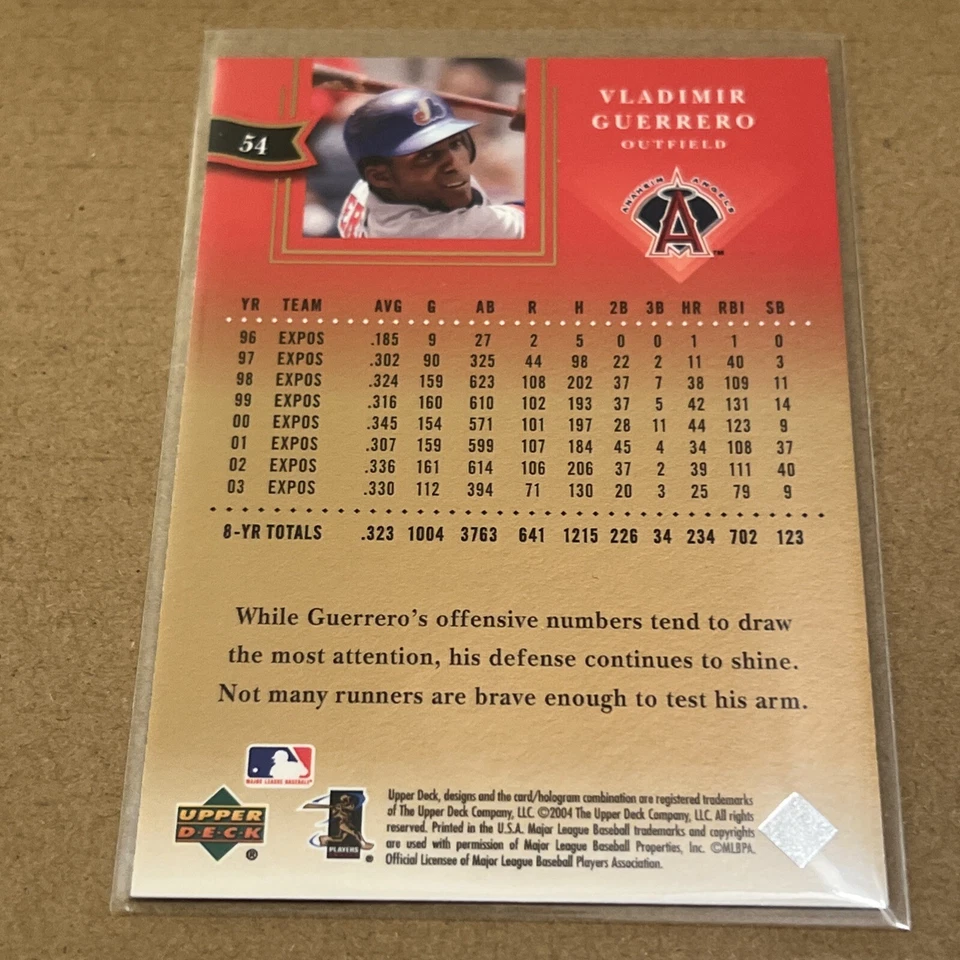 54
VLADIMIR
GUERRERO
OUTFIELD
ANAHEIM ANGELS
A
TM
YR TEAM AVG G AB R H 2B 3B HR RBI SB
96 EXPOS .185 9 27 2 5 0 0 1 1 0
97 EXPOS .302 90 325 44 98 22 2 11 40 3
98 EXPOS .324 159 623 108 202 37 7 38 109 11
99 EXPOS .316 160 610 102 193 37 5 42 131 14
00 EXPOS .345 154 571 101 197 28 11 44 123 9
01 EXPOS .307 159 599 107 184 45 4 34 108 37
02 EXPOS .336 161 614 106 206 37 2 39 111 40
03 EXPOS .330 112 394 71 130 20 3 25 79 9
8-YR TOTALS .323 1004 3763 641 1215 226 34 234 702 123
While Guerrero's offensive numbers tend to draw
the most attention, his defense continues to shine.
Not many runners are brave enough to test his arm.
MAJOR LEAGUE BASEBALL
UPPER
DECK
®
PLAYERS
®
Upper Deck, designs and the card/hologram combination are registered trademarks
of The Upper Deck Company, LLC. ©2004 The Upper Deck Company, LLC. All rights
reserved. Printed in the U.S.A. Major League Baseball trademarks and copyrights
are used with permission of Major League Baseball Properties, Inc. ©MLBPA
Official Licensee of Major League Baseball Players Association.